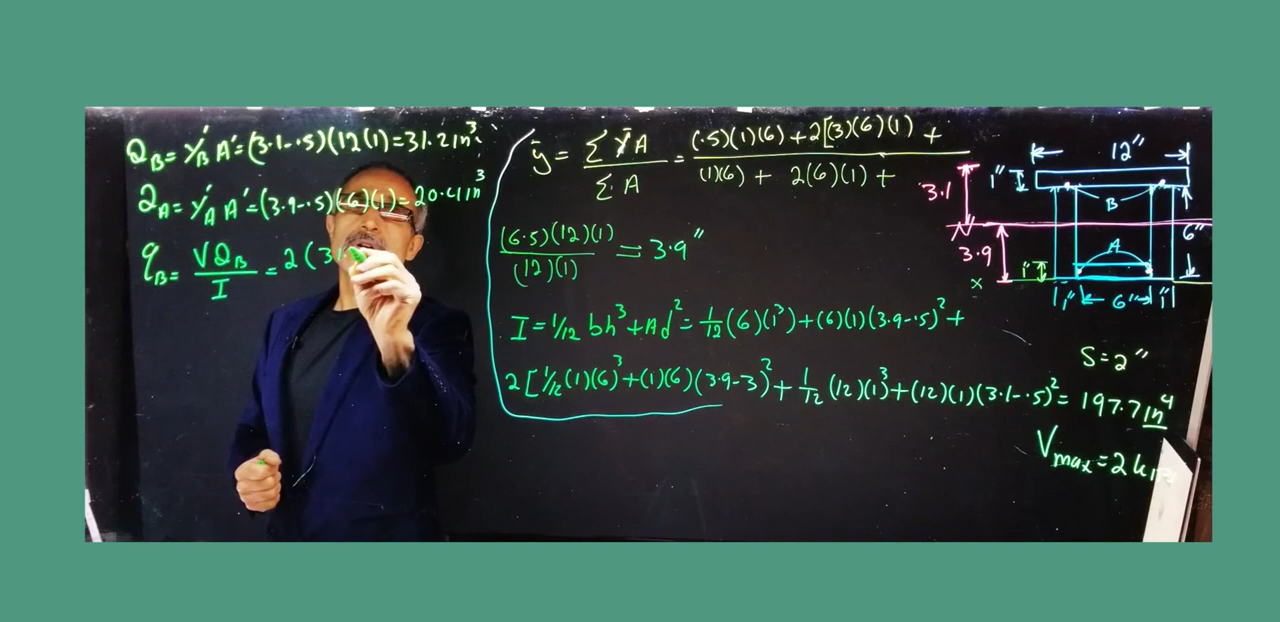 Q_B = y'_B A' = (3.1-.5)(12(1) = 31.2 in³
Q_A = y'_A A' = (3.9-.5)(6)(1) = 20.4 in³
q_B = VQ_B / I = 2(31.
ȳ = Σ ȳA / Σ A = (.5)(1)(6) + 2[(3)(6)(1) + / (1)(6) + 2(6)(1) +
(6.5)(12)(1) / (12)(1) = 3.9"
I = 1/12 bh³ + Ad² = 1/12 (6)(1³) + (6)(1)(3.9-.5)² +
2 [1/12 (1)(6)³ + (1)(6)(3.9-3)² + 1/12 (12)(1)³ + (12)(1)(3.1-.5)² = 197.7 in⁴
12"
1"
3.1
B
N
6"
3.9
A
1"
x
1" 6" 1"
S = 2"
V_max = 2 ki